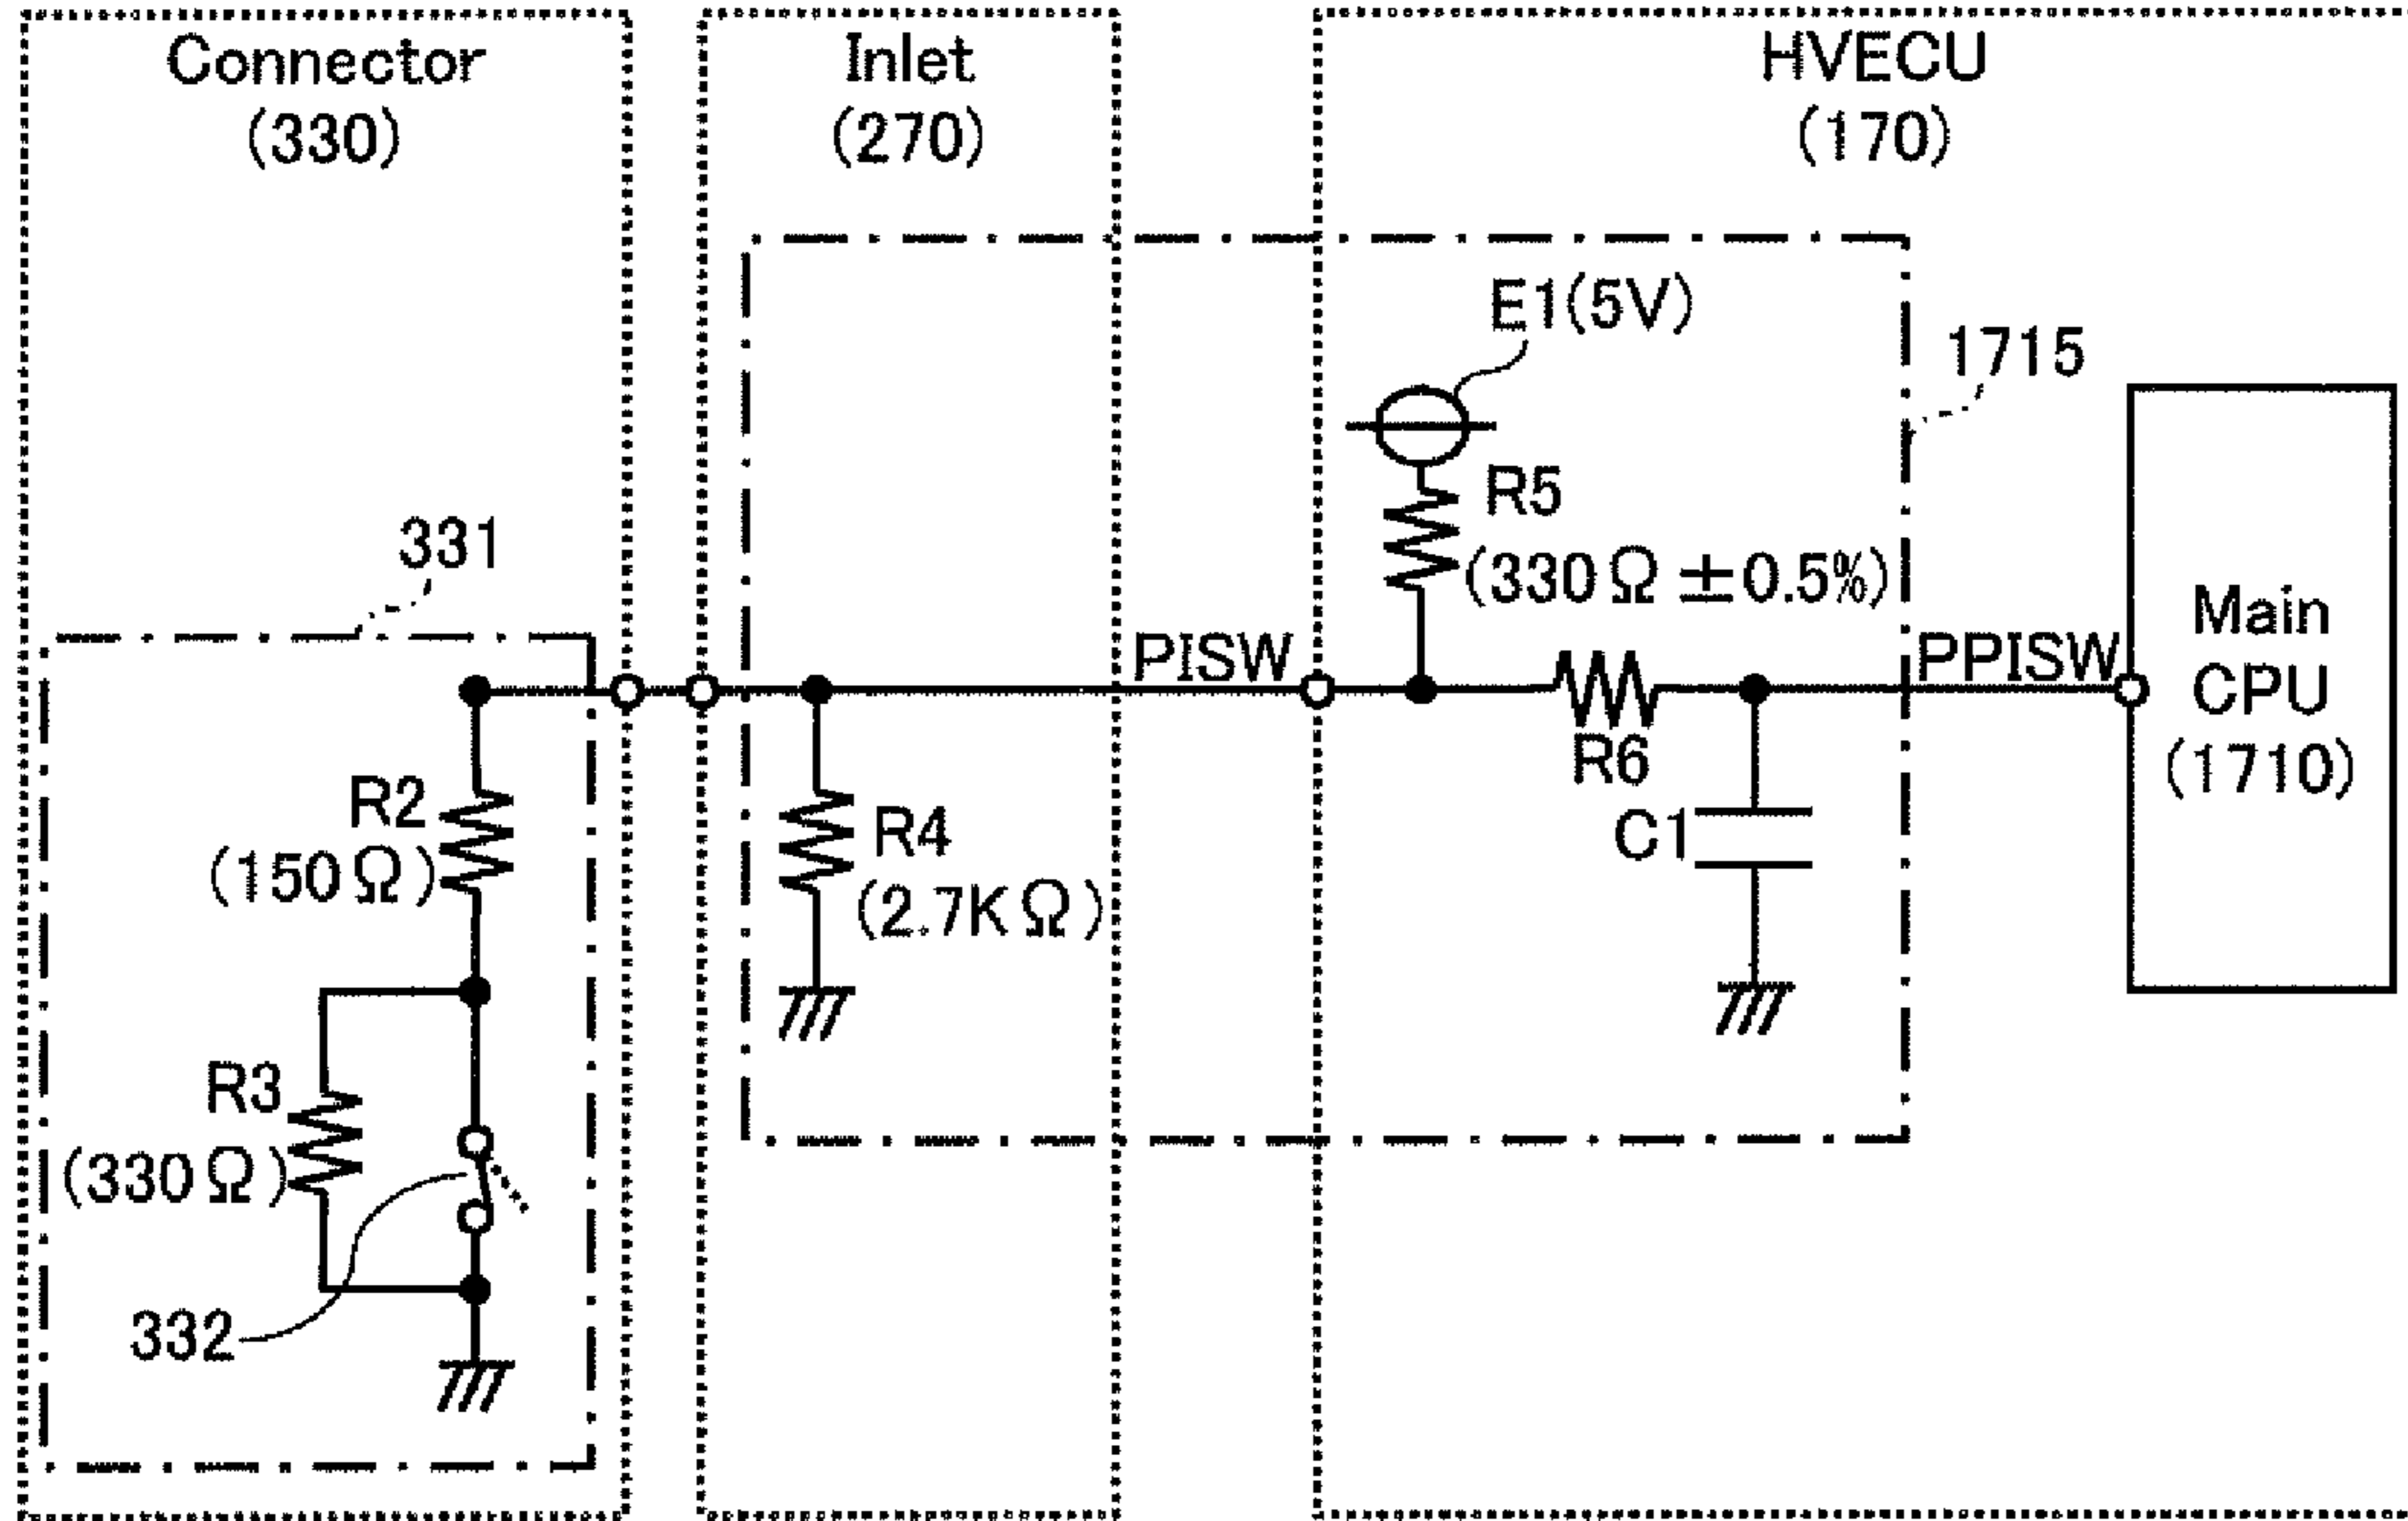 Connector
(330)
Inlet
(270)
HVECU
(170)
E1(5V)
1715
R5
(330Ω ±0.5%)
331
PISW
PPISW
Main
CPU
(1710)
R6
R2
(150Ω)
R4
(2.7KΩ)
C1
R3
(330Ω)
332